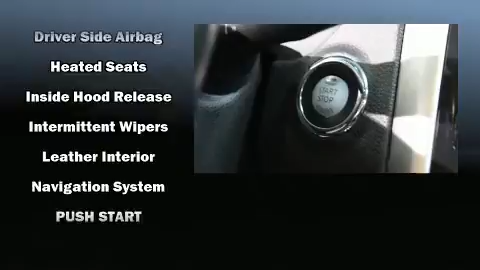 Driver Side Airbag
Heated Seats
Inside Hood Release
Intermittent Wipers
Leather Interior
Navigation System
PUSH START
START
STOP